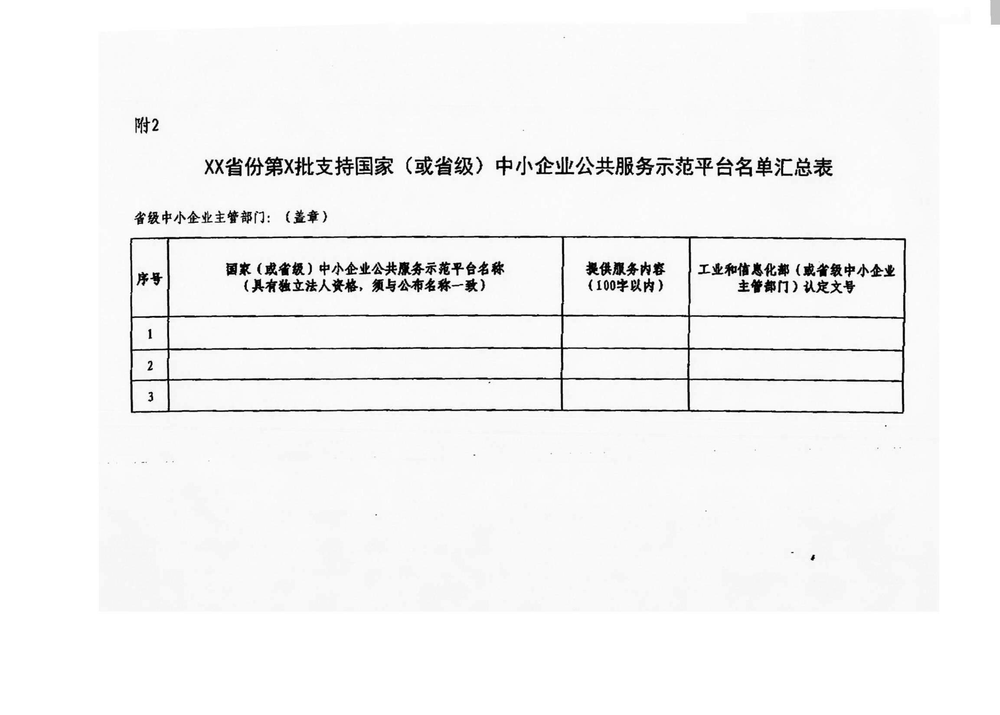 附2
XX省份第X批支持国家（或省级）中小企业公共服务示范平台名单汇总表
省级中小企业主管部门：（盖章）
序号
国家（或省级）中小企业公共服务示范平台名称
（具有独立法人资格，须与公布名称一致）
提供服务内容
（100字以内）
工业和信息化部（或省级中小企业
主管部门）认定文号
1
2
3